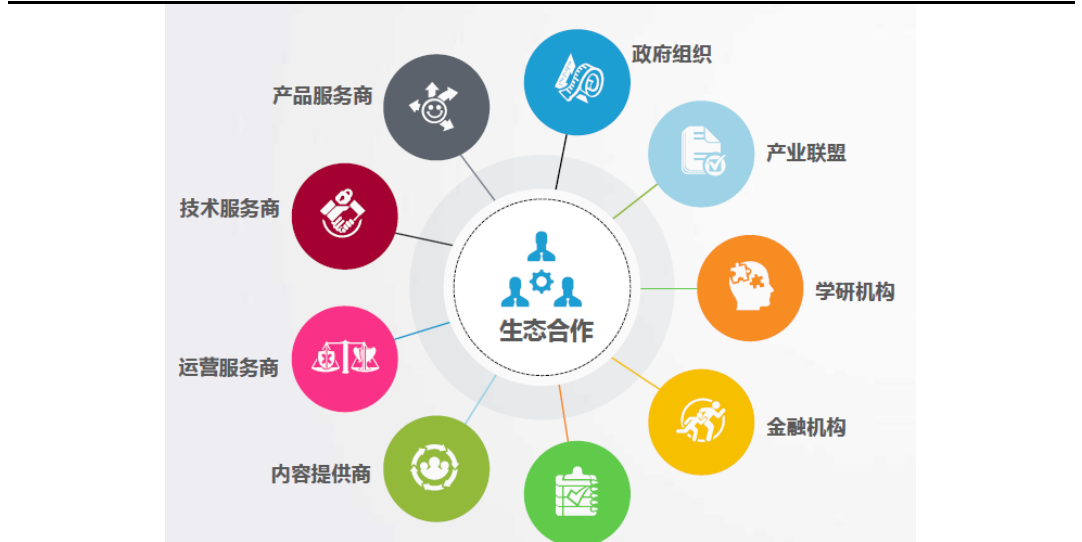 政府组织
产品服务商
产业联盟
技术服务商
学研机构
生态合作
运营服务商
金融机构
内容提供商